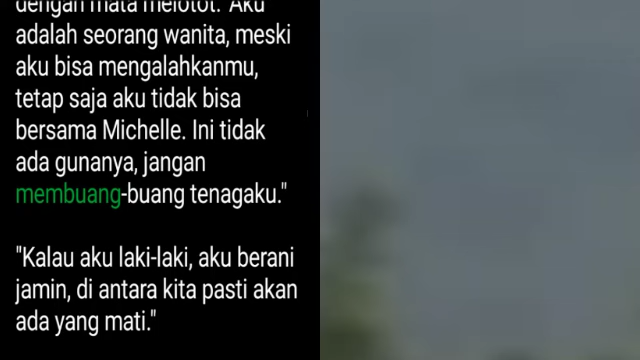 dengan mata melotot. "Aku
adalah seorang wanita, meski
aku bisa mengalahkanmu,
tetap saja aku tidak bisa
bersama Michelle. Ini tidak
ada gunanya, jangan
membuang-buang tenagaku."
"Kalau aku laki-laki, aku berani
jamin, di antara kita pasti akan
ada yang mati."